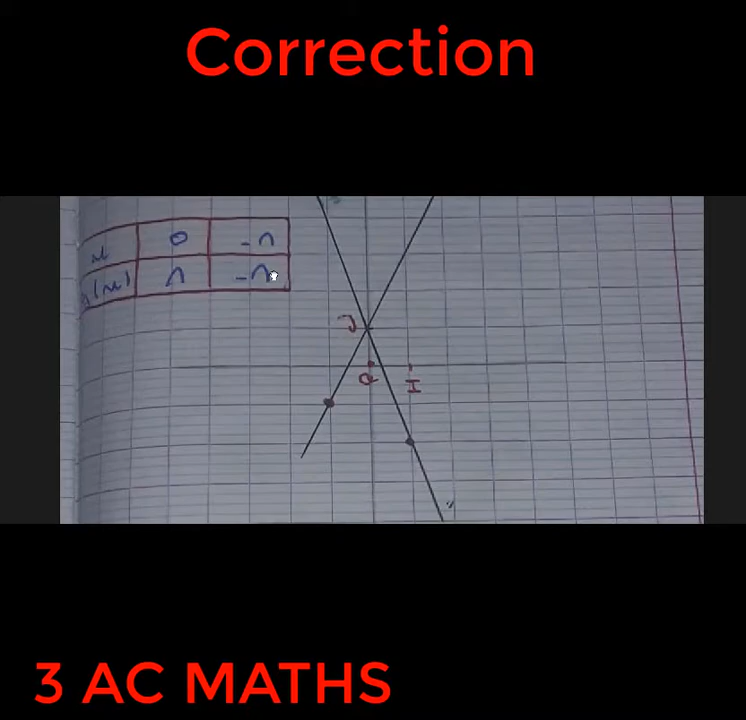 Correction
x 0 -1
h(x) 1 -1
J
O
I
3 AC MATHS